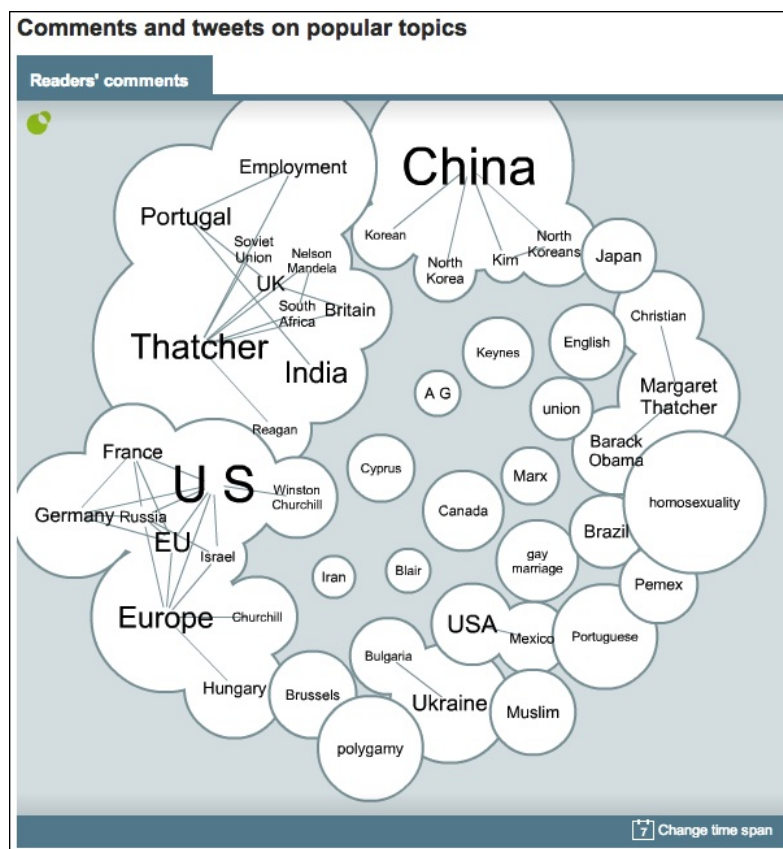 Comments and tweets on popular topics
Readers' comments
Employment
China
Portugal
Korean
Soviet
Union
Nelson
Mandela
North
Korea
Kim
North
Koreans
Japan
UK
South
Africa
Britain
Christian
Thatcher
India
Keynes
English
A G
Margaret
Thatcher
union
Reagan
Barack
Obama
France
U S
Winston
Churchill
Cyprus
Marx
homosexuality
Germany
Russia
Canada
EU
Israel
Brazil
gay
marriage
Iran
Blair
Pemex
Europe
Churchill
USA
Mexico
Portuguese
Bulgaria
Hungary
Brussels
Ukraine
Muslim
polygamy
7
Change time span